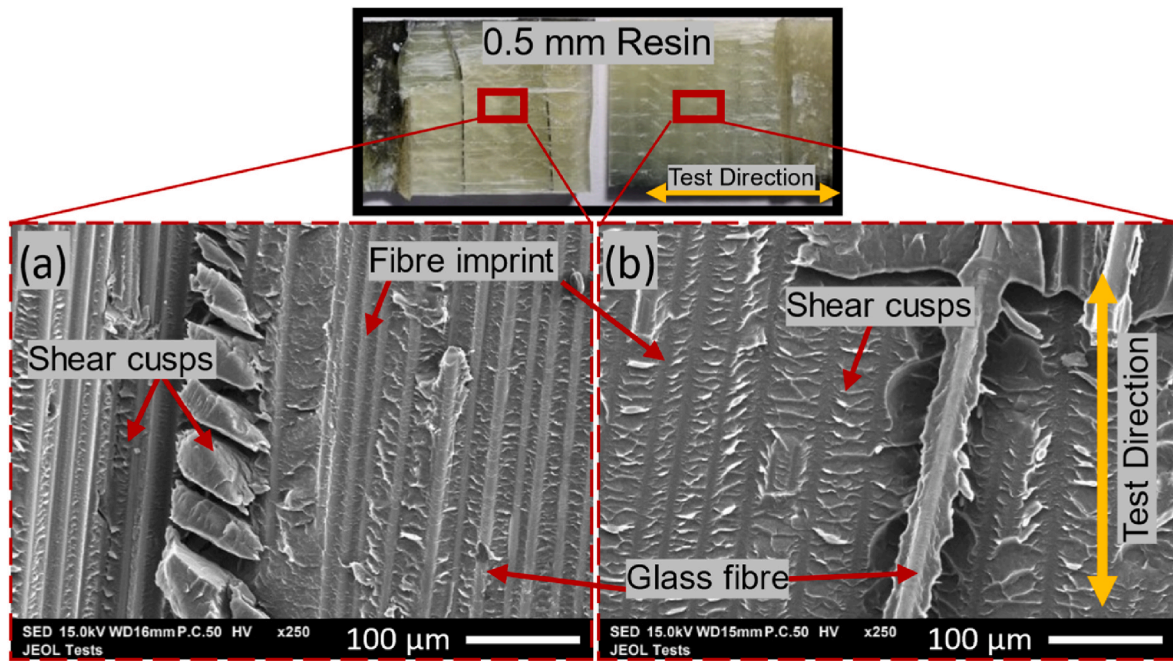 0.5 mm Resin
Test Direction
(a)
Fibre imprint
Shear cusps
(b)
Shear cusps
Test Direction
Glass fibre
SED 15.0kV WD16mm P.C.50 HV x250
JEOL Tests
100 µm
SED 15.0kV WD15mm P.C.50 HV x250
JEOL Tests
100 µm